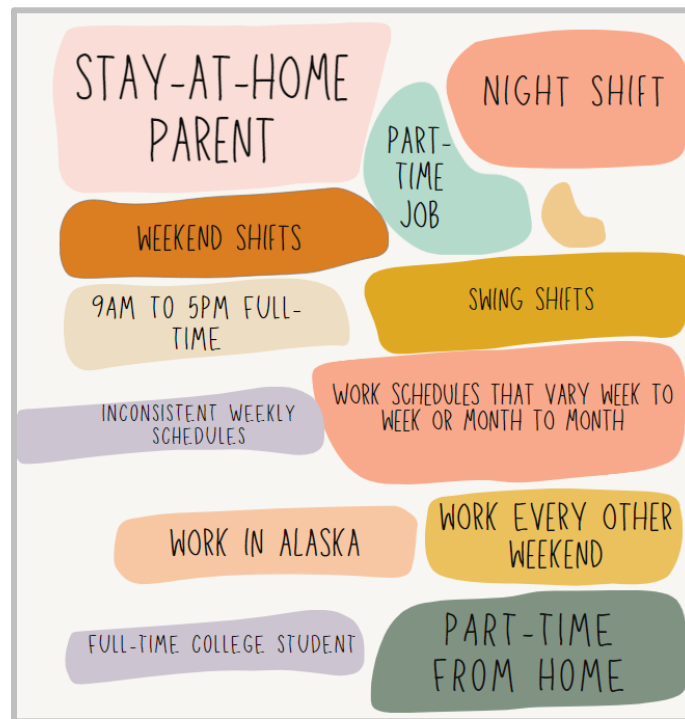 STAY-AT-HOME
PARENT
NIGHT SHIFT
PART-
TIME
JOB
WEEKEND SHIFTS
9AM TO 5PM FULL-
TIME
SWING SHIFTS
INCONSISTENT WEEKLY
SCHEDULES
WORK SCHEDULES THAT VARY WEEK TO
WEEK OR MONTH TO MONTH
WORK IN ALASKA
WORK EVERY OTHER
WEEKEND
FULL-TIME COLLEGE STUDENT
PART-TIME
FROM HOME